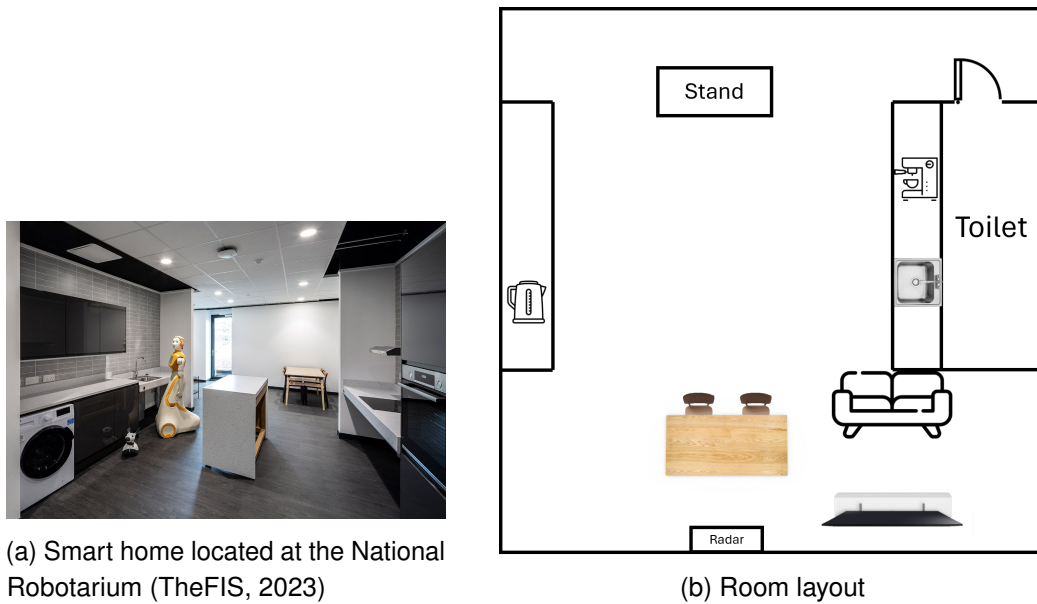 Stand
Toilet
Radar
(a) Smart home located at the National
Robotarium (TheFIS, 2023)
(b) Room layout